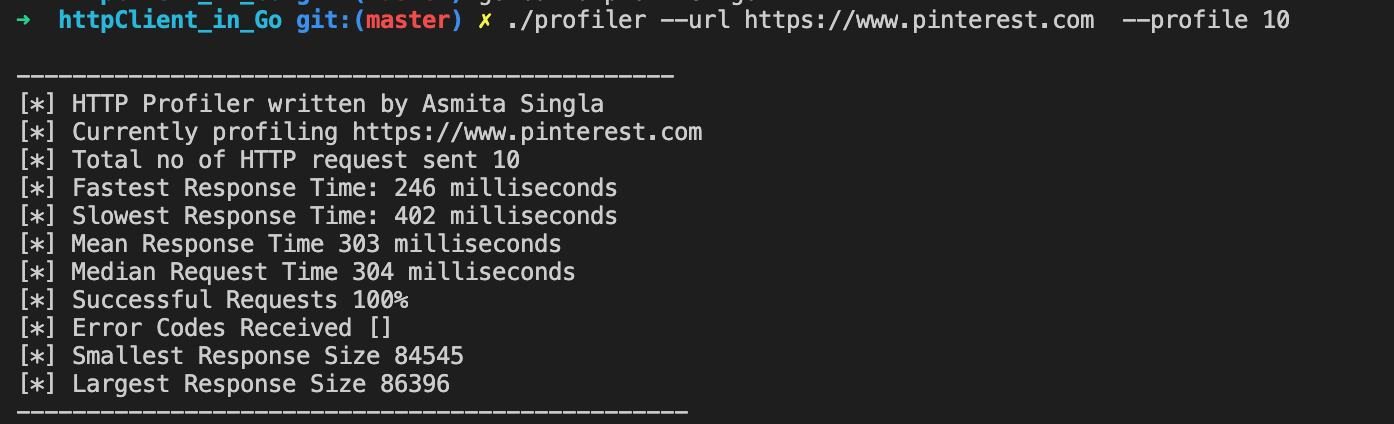 ➜  httpClient_in_Go git:(master) ✗ ./profiler --url https://www.pinterest.com  --profile 10
-----------------------------------------------
[*] HTTP Profiler written by Asmita Singla
[*] Currently profiling https://www.pinterest.com
[*] Total no of HTTP request sent 10
[*] Fastest Response Time: 246 milliseconds
[*] Slowest Response Time: 402 milliseconds
[*] Mean Response Time 303 milliseconds
[*] Median Request Time 304 milliseconds
[*] Successful Requests 100%
[*] Error Codes Received []
[*] Smallest Response Size 84545
[*] Largest Response Size 86396
------------------------------------------------